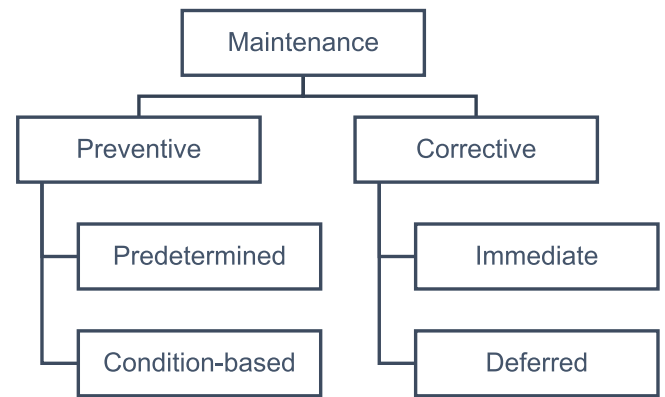 Maintenance
Preventive
Corrective
Predetermined
Immediate
Condition-based
Deferred